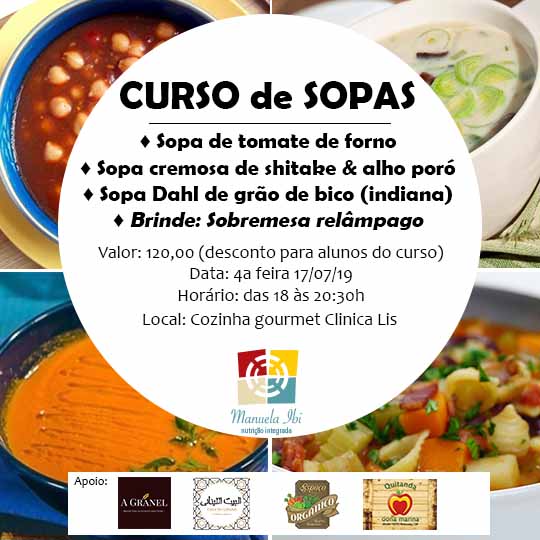 CURSO de SOPAS
♦ Sopa de tomate de forno
♦ Sopa cremosa de shitake & alho poró
♦ Sopa Dahl de grão de bico (indiana)
♦ Brinde: Sobremesa relâmpago
Valor: 120,00 (desconto para alunos do curso)
Data: 4a feira 17/07/19
Horário: das 18 às 20:30h
Local: Cozinha gourmet Clinica Lis
Manuela Ibi
nutrição integrada
Apoio:
A GRANEL
البيت اللبناني
Espaço
ORGÂNICO
Quitanda
dona marina